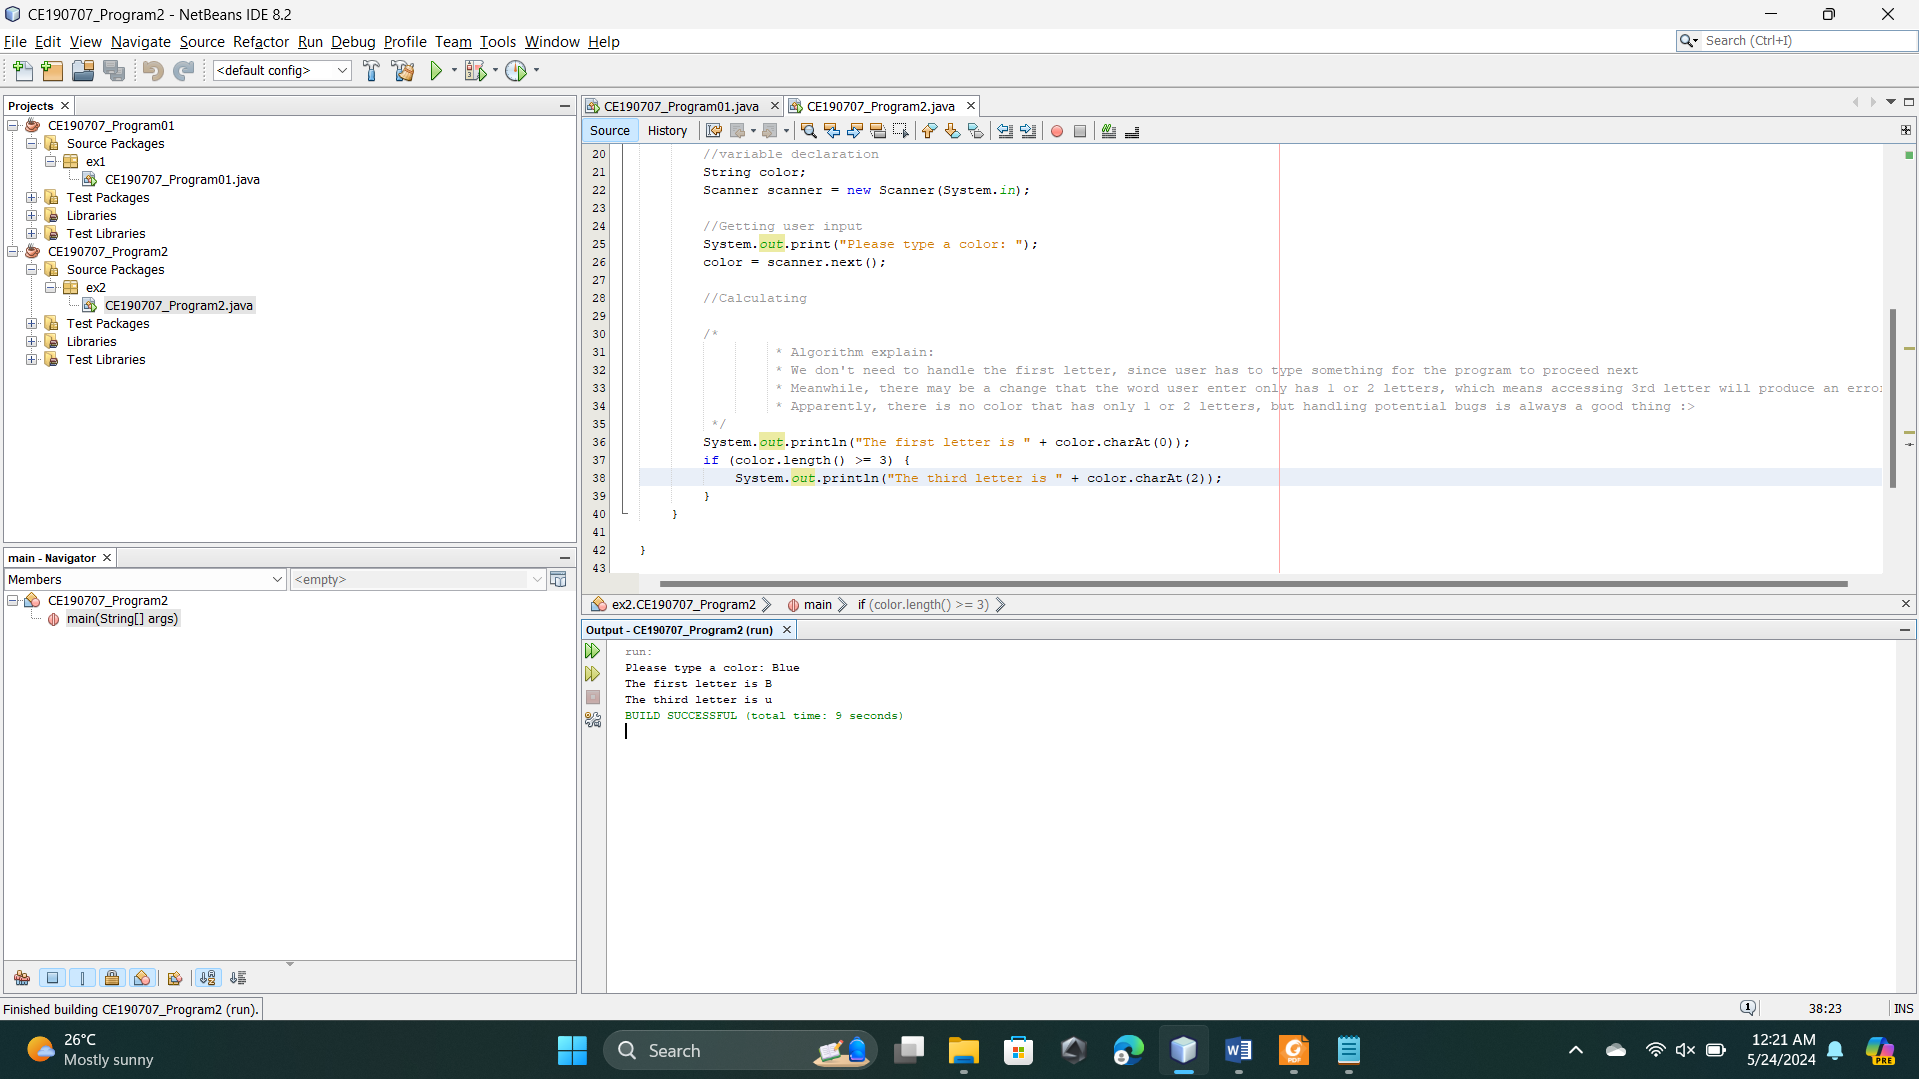 CE190707_Program2 - NetBeans IDE 8.2
File Edit View Navigate Source Refactor Run Debug Profile Team Tools Window Help
Search (Ctrl+I)
<default config>
Projects
CE190707_Program01
Source Packages
ex1
CE190707_Program01.java
Test Packages
Libraries
Test Libraries
CE190707_Program2
Source Packages
ex2
CE190707_Program2.java
Test Packages
Libraries
Test Libraries
main - Navigator
Members
<empty>
CE190707_Program2
main(String[] args)
CE190707_Program01.java
CE190707_Program2.java
Source History
20 //variable declaration
21 String color;
22 Scanner scanner = new Scanner(System.in);
23
24 //Getting user input
25 System.out.print("Please type a color: ");
26 color = scanner.next();
27
28 //Calculating
29
30 /*
31 * Algorithm explain:
32 * We don't need to handle the first letter, since user has to type something for the program to proceed next
33 * Meanwhile, there may be a change that the word user enter only has 1 or 2 letters, which means accessing 3rd letter will produce an erro
34 * Apparently, there is no color that has only 1 or 2 letters, but handling potential bugs is always a good thing :>
35 */
36 System.out.println("The first letter is " + color.charAt(0));
37 if (color.length() >= 3) {
38 System.out.println("The third letter is " + color.charAt(2));
39 }
40 }
41
42 }
43
ex2.CE190707_Program2 main if (color.length() >= 3)
Output - CE190707_Program2 (run)
run:
Please type a color: Blue
The first letter is B
The third letter is u
BUILD SUCCESSFUL (total time: 9 seconds)
Finished building CE190707_Program2 (run).
1
38:23
INS
26°C
Mostly sunny
Search
12:21 AM
5/24/2024
PRE